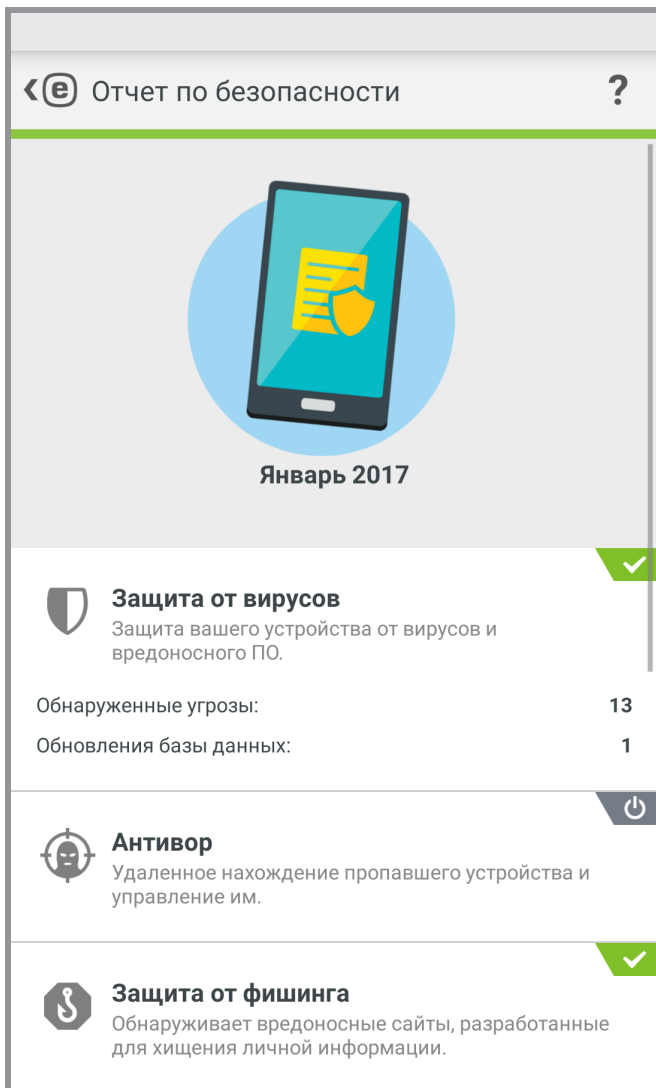 e Отчет по безопасности ?
Январь 2017
Защита от вирусов
Защита вашего устройства от вирусов и
вредоносного ПО.
Обнаруженные угрозы: 13
Обновления базы данных: 1
Антивор
Удаленное нахождение пропавшего устройства и
управление им.
Защита от фишинга
Обнаруживает вредоносные сайты, разработанные
для хищения личной информации.